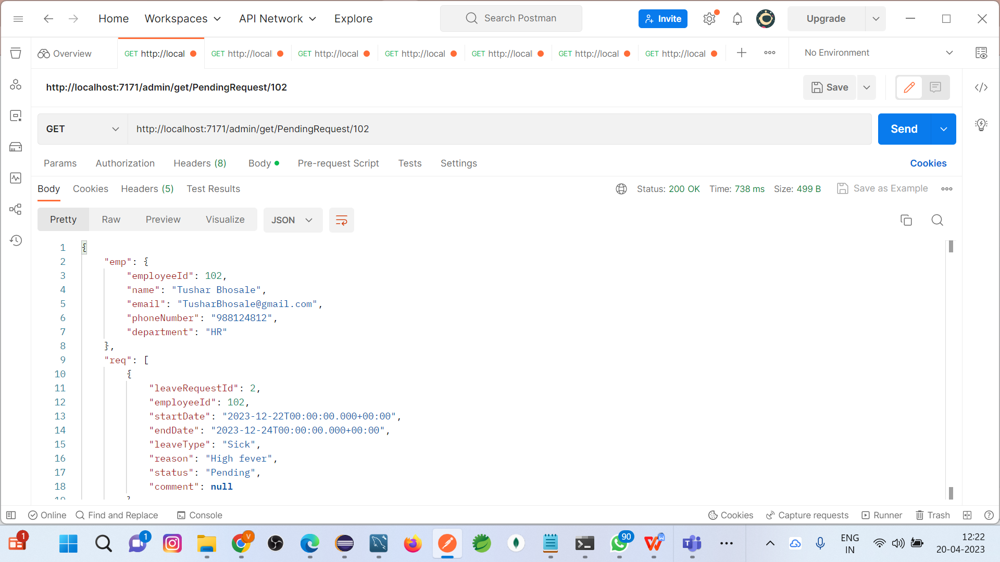 Home Workspaces API Network Explore Search Postman Invite Upgrade
Overview GET http://local GET http://local GET http://local GET http://local GET http://local GET http://local GET http://local No Environment
http://localhost:7171/admin/get/PendingRequest/102 Save
GET http://localhost:7171/admin/get/PendingRequest/102 Send
Params Authorization Headers (8) Body Pre-request Script Tests Settings Cookies
Body Cookies Headers (5) Test Results Status: 200 OK Time: 738 ms Size: 499 B Save as Example
Pretty Raw Preview Visualize JSON
1 {
2 "emp": {
3 "employeeId": 102,
4 "name": "Tushar Bhosale",
5 "email": "TusharBhosale@gmail.com",
6 "phoneNumber": "988124812",
7 "department": "HR"
8 },
9 "req": [
10 {
11 "leaveRequestId": 2,
12 "employeeId": 102,
13 "startDate": "2023-12-22T00:00:00.000+00:00",
14 "endDate": "2023-12-24T00:00:00.000+00:00",
15 "leaveType": "Sick",
16 "reason": "High fever",
17 "status": "Pending",
18 "comment": null
Online Find and Replace Console Cookies Capture requests Runner Trash
1 1 V 90 W T ENG 12:22
IN 20-04-2023